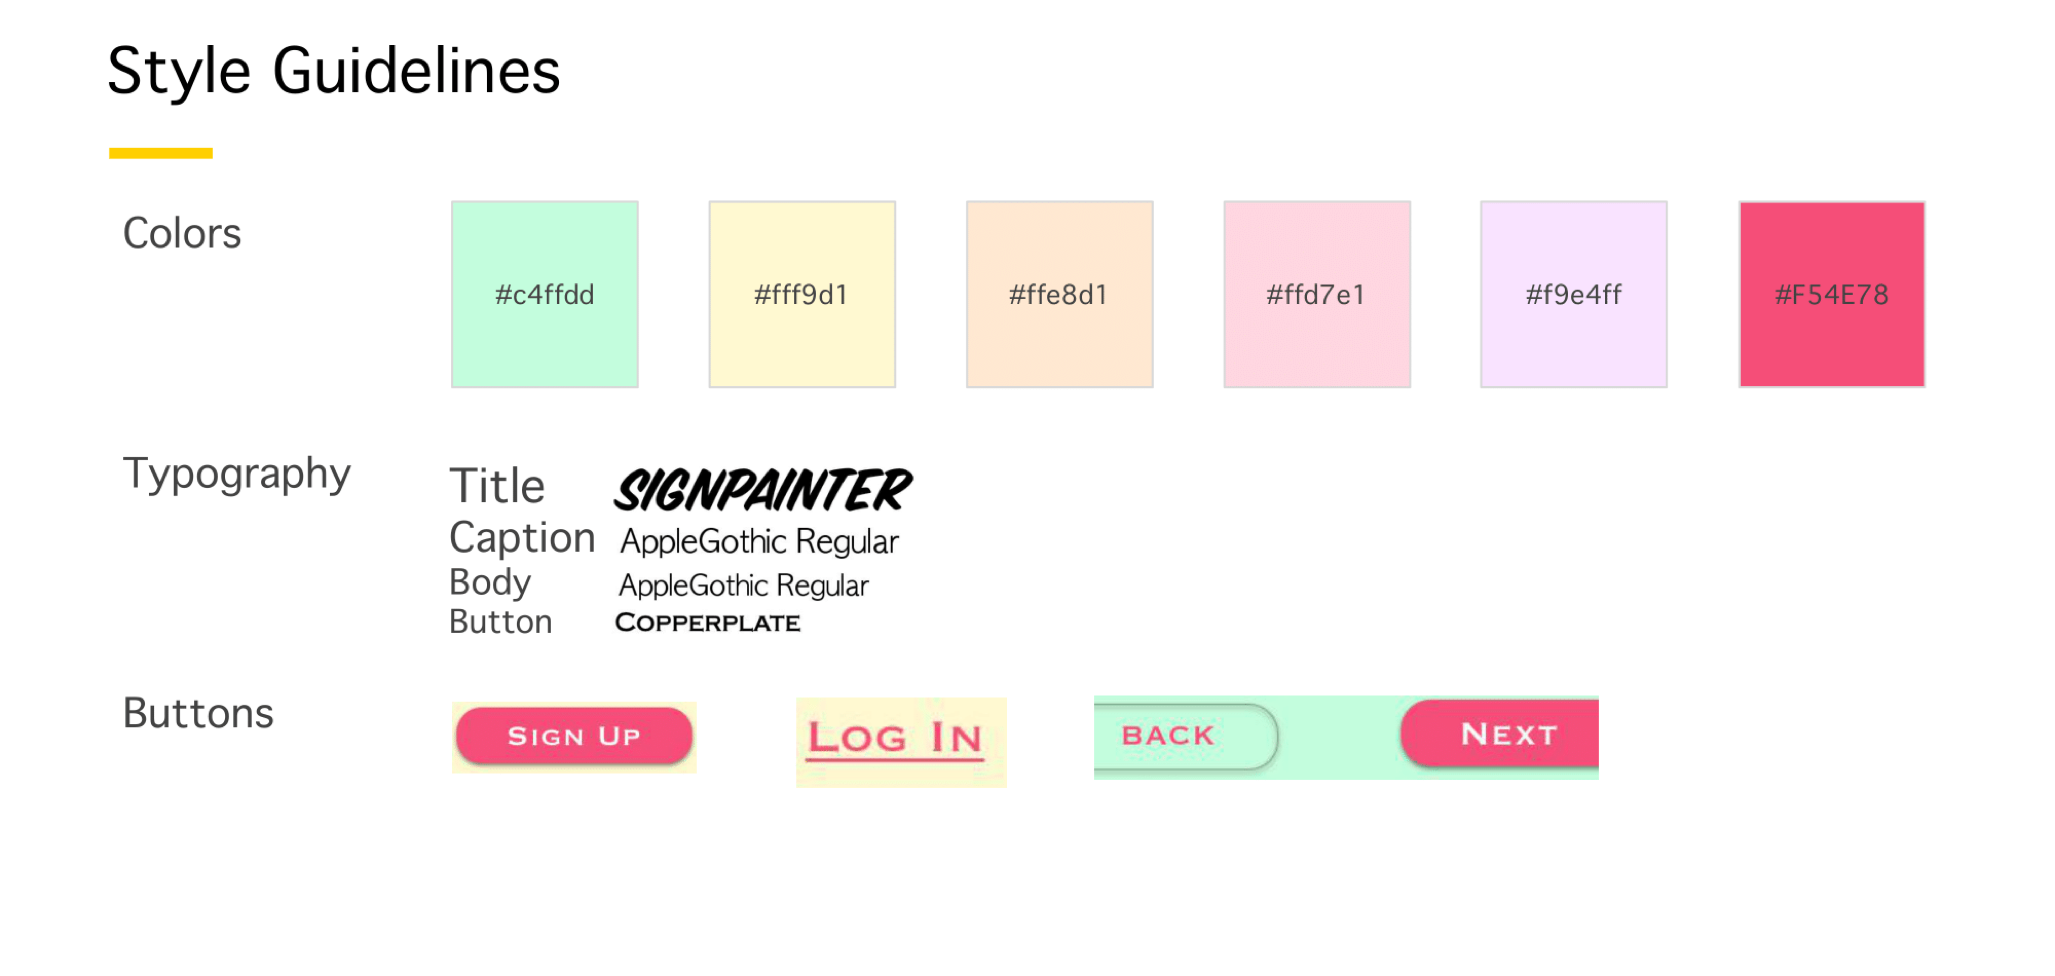 Style Guidelines
Colors
#c4ffdd
#fff9d1
#ffe8d1
#ffd7e1
#f9e4ff
#F54E78
Typography
Title SIGNPAINTER
Caption AppleGothic Regular
Body AppleGothic Regular
Button COPPERPLATE
Buttons
SIGN UP
LOG IN
BACK
NEXT